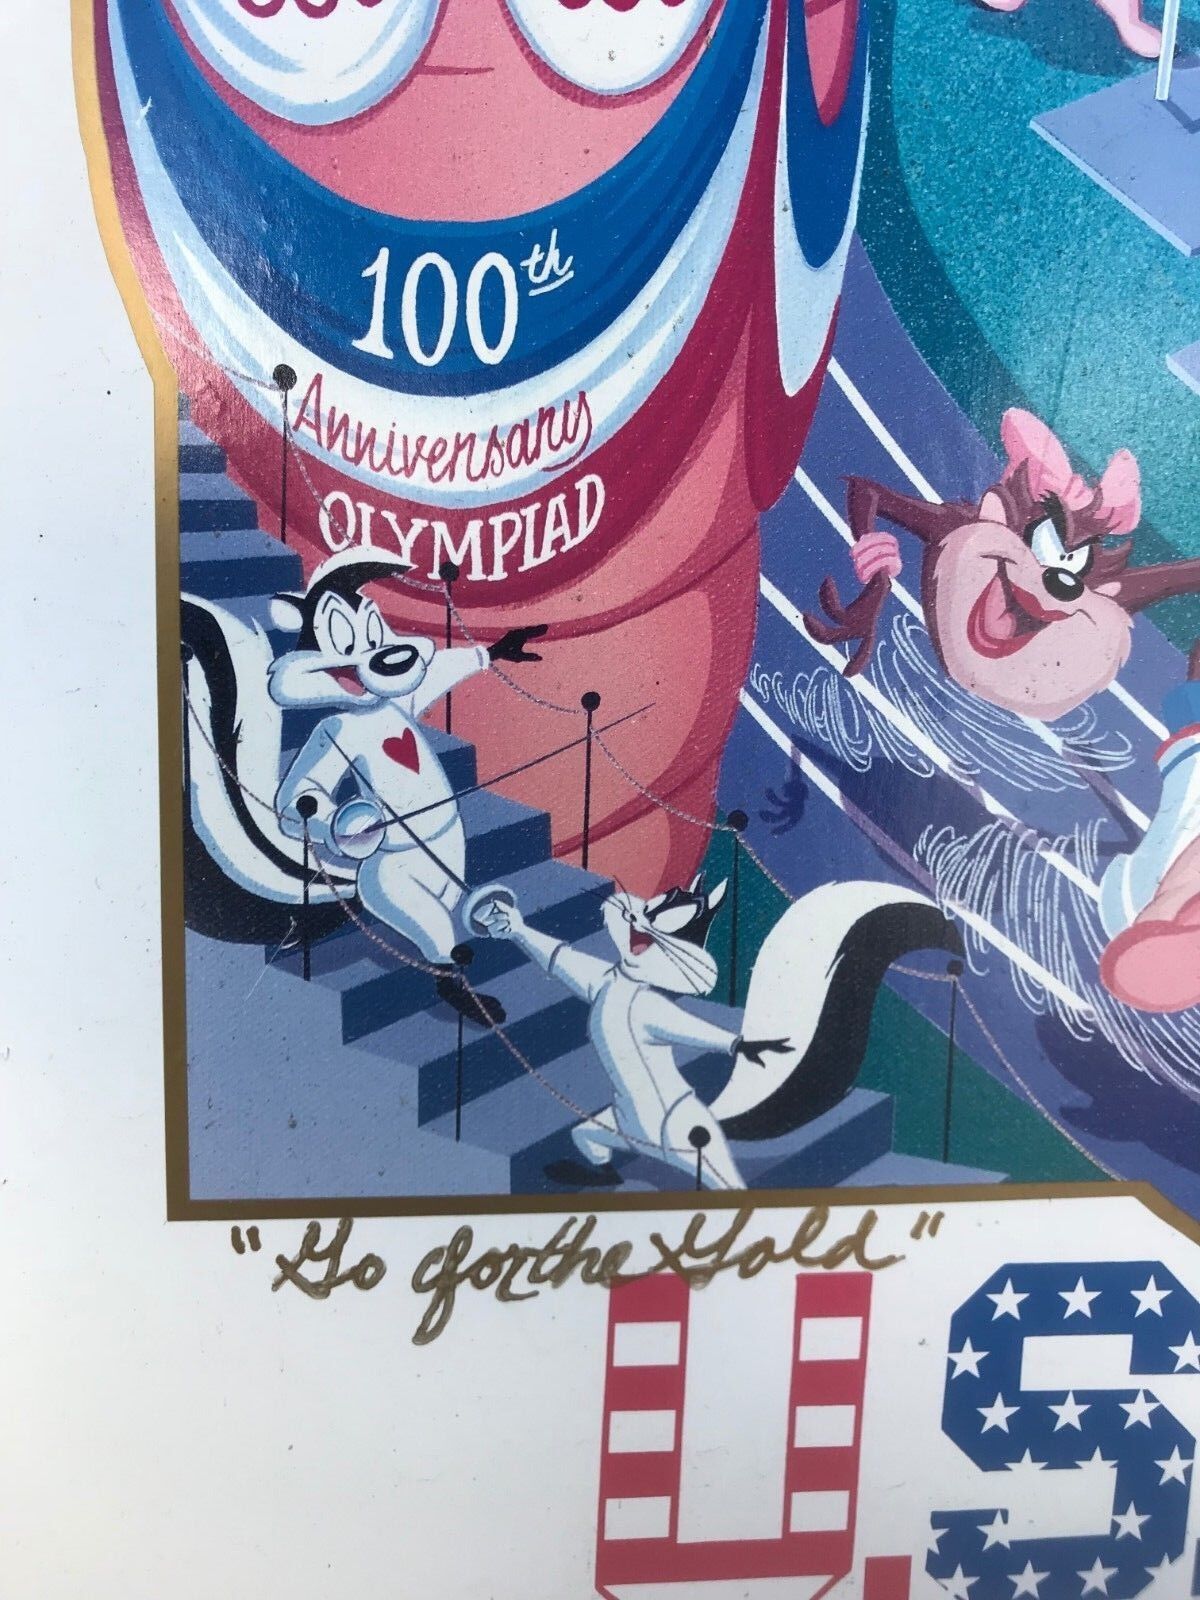 100th
Anniversary
OLYMPIAD
"Go for the Gold"
U.S.